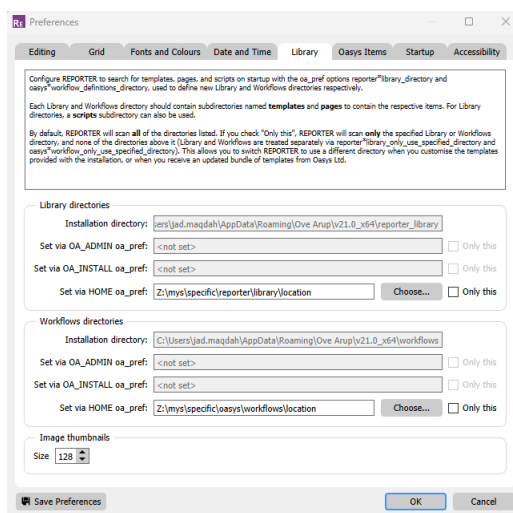 RE Preferences
Editing Grid Fonts and Colours Date and Time Library Oasys Items Startup Accessibility
Configure REPORTER to search for templates, pages, and scripts on startup with the oa_pref options reporter*library_directory and
oasys*workflow_definitions_directory, used to define new Library and Workflows directories respectively.
Each Library and Workflows directory should contain subdirectories named templates and pages to contain the respective items. For Library
directories, a scripts subdirectory can also be used.
By default, REPORTER will scan all of the directories listed. If you check "Only this", REPORTER will scan only the specified Library or Workflows
directory, and none of the directories above it (Library and Workflows are treated separately via reporter*library_only_use_specified_directory and
oasys*workflow_only_use_specified_directory). This allows you to switch REPORTER to use a different directory when you customise the templates
provided with the installation, or when you receive an updated bundle of templates from Oasys Ltd.
Library directories
Installation directory: sers\jad.maqdah\AppData\Roaming\Ove Arup\v21.0_x64\reporter_library
Set via OA_ADMIN oa_pref: <not set> Only this
Set via OA_INSTALL oa_pref: <not set> Only this
Set via HOME oa_pref: Z:\mys\specific\reporter\library\location Choose... Only this
Workflows directories
Installation directory: C:\Users\jad.maqdah\AppData\Roaming\Ove Arup\v21.0_x64\workflows
Set via OA_ADMIN oa_pref: <not set> Only this
Set via OA_INSTALL oa_pref: <not set> Only this
Set via HOME oa_pref: Z:\mys\specific\oasys\workflows\location Choose... Only this
Image thumbnails
Size 128
Save Preferences OK Cancel